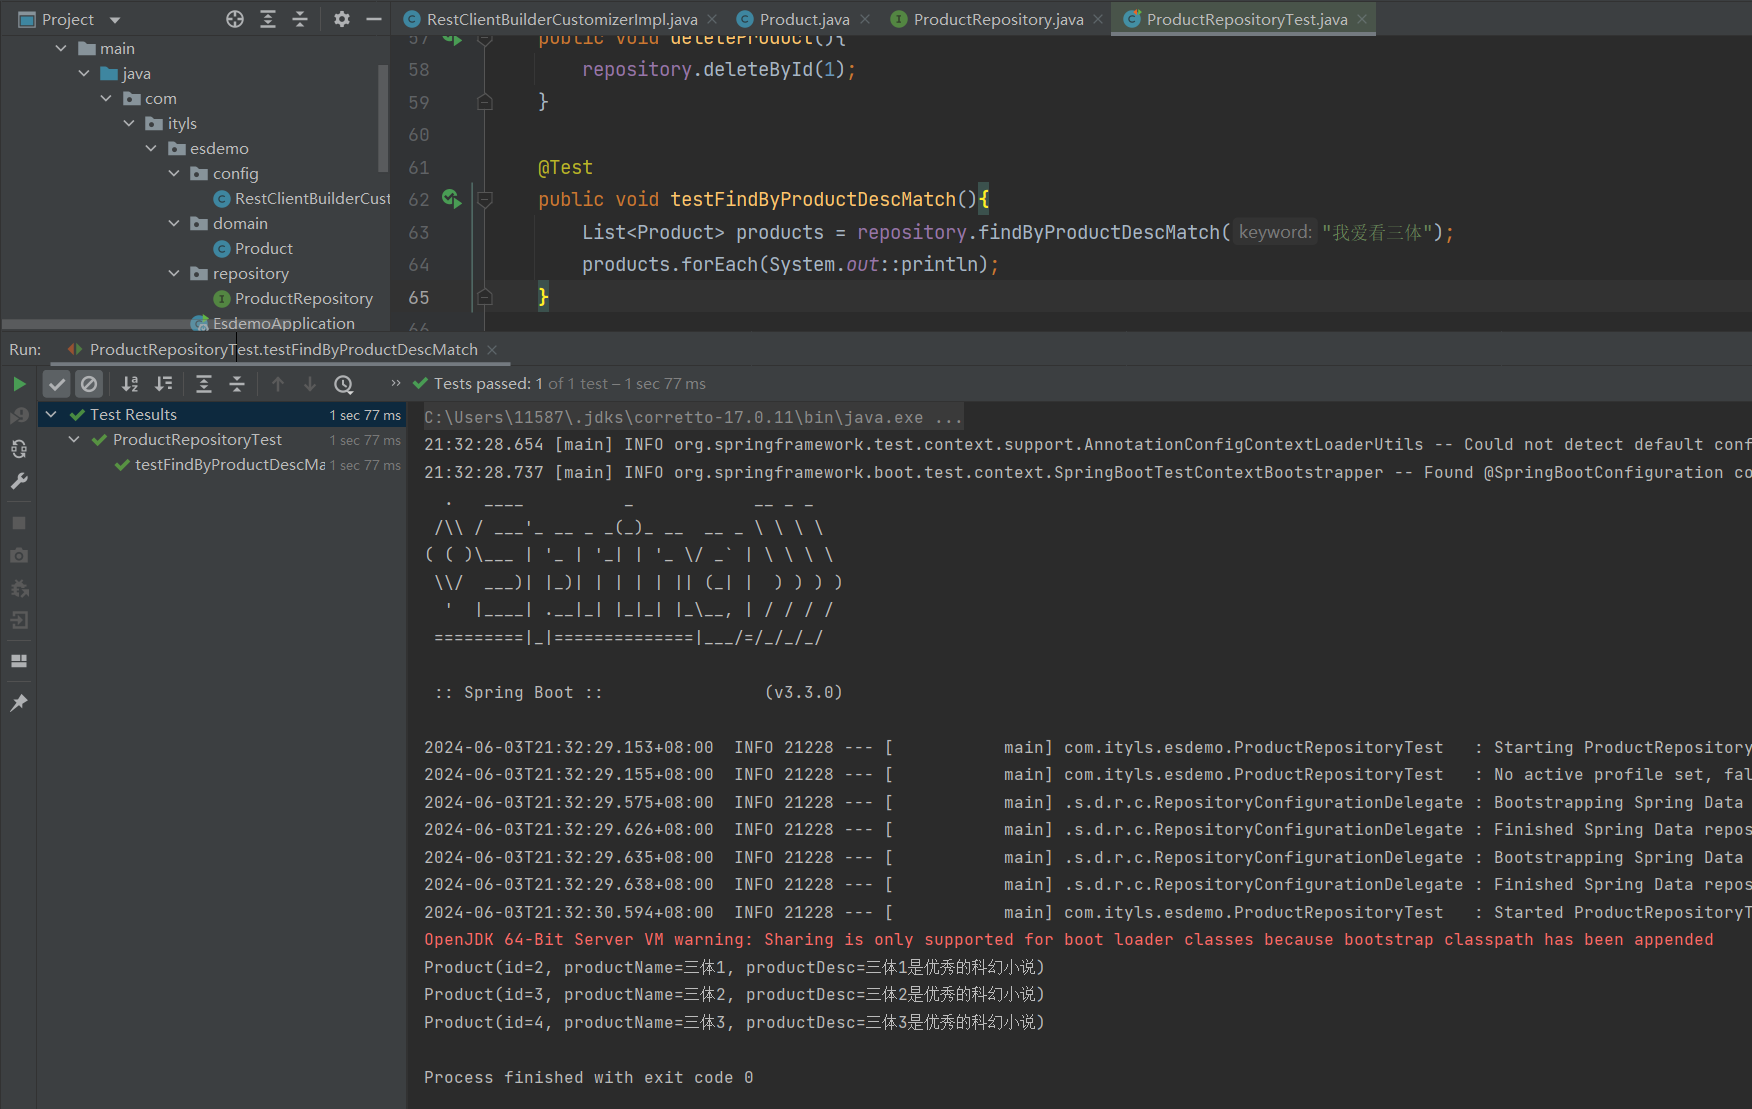 Project
RestClientBuilderCustomizerImpl.java
Product.java
ProductRepository.java
ProductRepositoryTest.java
main
java
com
ityls
esdemo
config
RestClientBuilderCust
domain
Product
repository
ProductRepository
EsdemoApplication
57 public void deleteProduct(){
58 repository.deleteById(1);
59 }
60
61 @Test
62 public void testFindByProductDescMatch(){
63 List<Product> products = repository.findByProductDescMatch( keyword: "我爱看三体");
64 products.forEach(System.out::println);
65 }
66
Run: ProductRepositoryTest.testFindByProductDescMatch
Tests passed: 1 of 1 test – 1 sec 77 ms
Test Results 1 sec 77 ms
ProductRepositoryTest 1 sec 77 ms
testFindByProductDescMa 1 sec 77 ms
C:\Users\11587\.jdks\corretto-17.0.11\bin\java.exe ...
21:32:28.654 [main] INFO org.springframework.test.context.support.AnnotationConfigContextLoaderUtils -- Could not detect default conf
21:32:28.737 [main] INFO org.springframework.boot.test.context.SpringBootTestContextBootstrapper -- Found @SpringBootConfiguration co
  .   ____          _            __ _ _
 /\\ / ___'_ __ _ _(_)_ __  __ _ \ \ \ \
( ( )\___ | '_ | '_| | '_ \/ _` | \ \ \ \
 \\/  ___)| |_)| | | | | || (_| |  ) ) ) )
  '  |____| .__|_| |_|_| |_\__, | / / / /
 =========|_|==============|___/=/_/_/_/
 :: Spring Boot ::                (v3.3.0)
2024-06-03T21:32:29.153+08:00  INFO 21228 --- [           main] com.ityls.esdemo.ProductRepositoryTest   : Starting ProductRepository
2024-06-03T21:32:29.155+08:00  INFO 21228 --- [           main] com.ityls.esdemo.ProductRepositoryTest   : No active profile set, fal
2024-06-03T21:32:29.575+08:00  INFO 21228 --- [           main] .s.d.r.c.RepositoryConfigurationDelegate : Bootstrapping Spring Data
2024-06-03T21:32:29.626+08:00  INFO 21228 --- [           main] .s.d.r.c.RepositoryConfigurationDelegate : Finished Spring Data repos
2024-06-03T21:32:29.635+08:00  INFO 21228 --- [           main] .s.d.r.c.RepositoryConfigurationDelegate : Bootstrapping Spring Data
2024-06-03T21:32:29.638+08:00  INFO 21228 --- [           main] .s.d.r.c.RepositoryConfigurationDelegate : Finished Spring Data repos
2024-06-03T21:32:30.594+08:00  INFO 21228 --- [           main] com.ityls.esdemo.ProductRepositoryTest   : Started ProductRepositoryT
OpenJDK 64-Bit Server VM warning: Sharing is only supported for boot loader classes because bootstrap classpath has been appended
Product(id=2, productName=三体1, productDesc=三体1是优秀的科幻小说)
Product(id=3, productName=三体2, productDesc=三体2是优秀的科幻小说)
Product(id=4, productName=三体3, productDesc=三体3是优秀的科幻小说)
Process finished with exit code 0